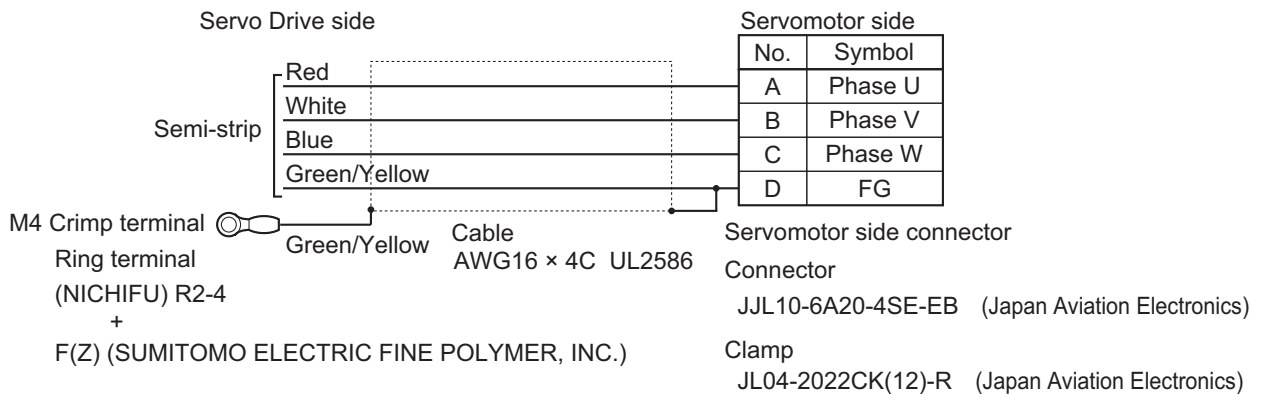 Servo Drive side
Servomotor side
No. Symbol
Red
A Phase U
White
B Phase V
Semi-strip
Blue
C Phase W
Green/Yellow
D FG
M4 Crimp terminal
Green/Yellow
Ring terminal
(NICHIFU) R2-4
+
F(Z) (SUMITOMO ELECTRIC FINE POLYMER, INC.)
Cable
AWG16 × 4C UL2586
Servomotor side connector
Connector
JJL10-6A20-4SE-EB (Japan Aviation Electronics)
Clamp
JL04-2022CK(12)-R (Japan Aviation Electronics)